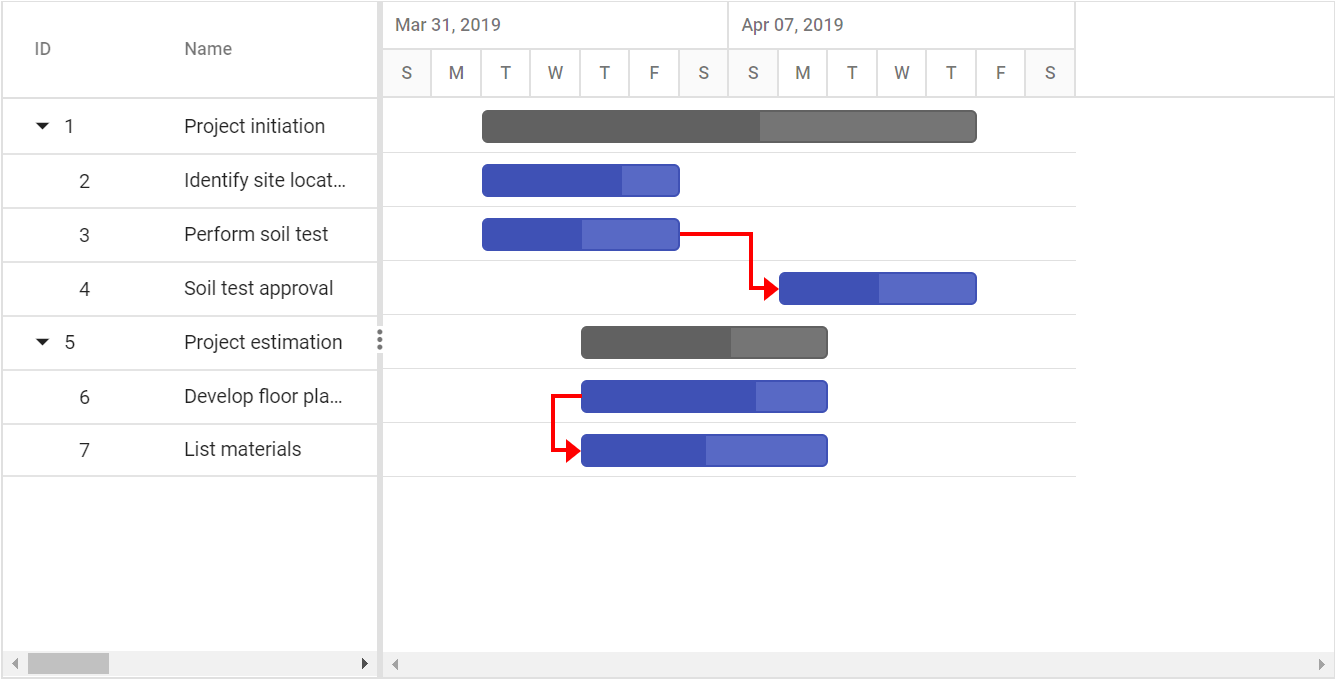 ID Name
Mar 31, 2019 Apr 07, 2019
S M T W T F S S M T W T F S
1 Project initiation
2 Identify site locat...
3 Perform soil test
4 Soil test approval
5 Project estimation
6 Develop floor pla...
7 List materials